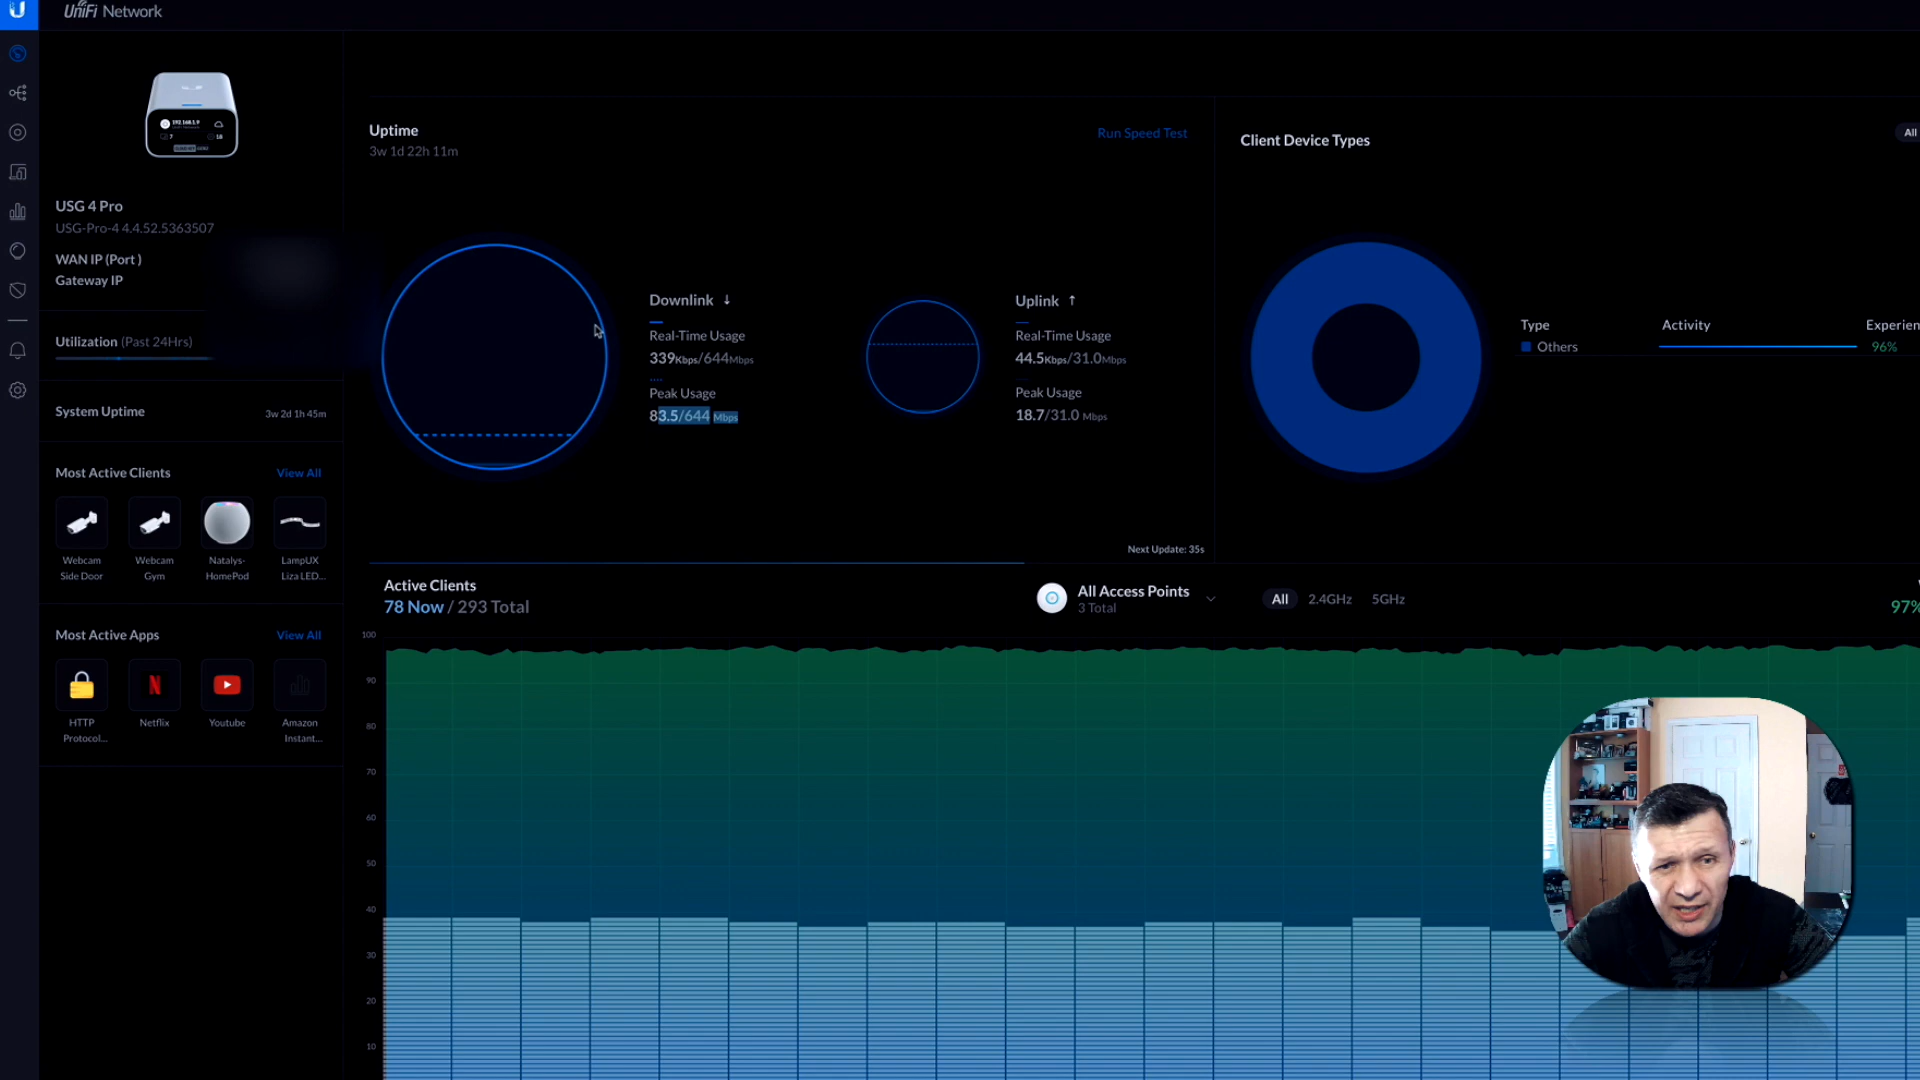 UniFi Network
192.168.1.9
7
18
USG 4 Pro
USG-Pro-4 4.4.52.5363507
WAN IP (Port )
Gateway IP
Utilization (Past 24Hrs)
System Uptime
3w 2d 1h 45m
Most Active Clients
View All
Webcam
Side Door
Webcam
Gym
Natalys-
HomePod
LampUX
Liza LED...
Most Active Apps
View All
HTTP
Protocol...
Netflix
Youtube
Amazon
Instant...
Uptime
3w 1d 22h 11m
Run Speed Test
Downlink ↓
Real-Time Usage
339Kbps/644Mbps
Peak Usage
83.5/644 Mbps
Uplink ↑
Real-Time Usage
44.5Kbps/31.0Mbps
Peak Usage
18.7/31.0 Mbps
Next Update: 35s
Client Device Types
All
Type
Activity
Experien
Others
96%
Active Clients
78 Now / 293 Total
All Access Points
3 Total
All
2.4GHz
5GHz
97%
100
90
80
70
60
50
40
30
20
10